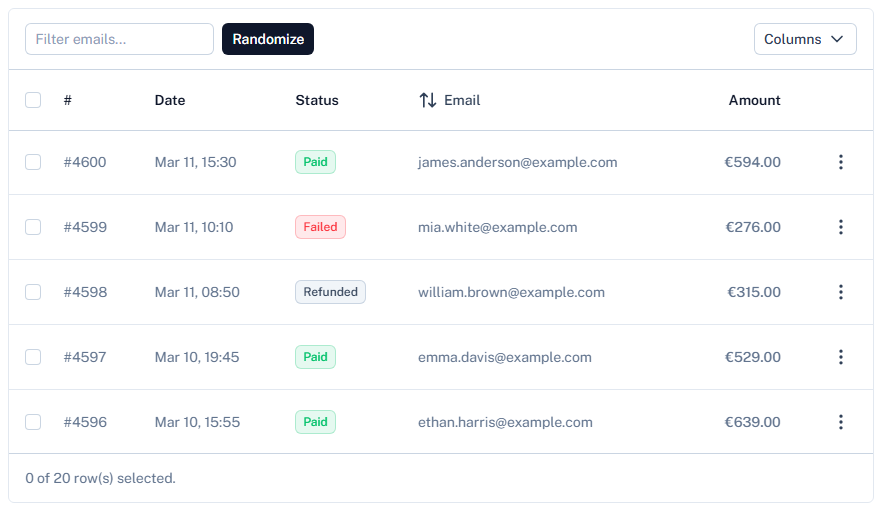 Filter emails... Randomize Columns
# Date Status Email Amount
#4600 Mar 11, 15:30 Paid james.anderson@example.com €594.00
#4599 Mar 11, 10:10 Failed mia.white@example.com €276.00
#4598 Mar 11, 08:50 Refunded william.brown@example.com €315.00
#4597 Mar 10, 19:45 Paid emma.davis@example.com €529.00
#4596 Mar 10, 15:55 Paid ethan.harris@example.com €639.00
0 of 20 row(s) selected.